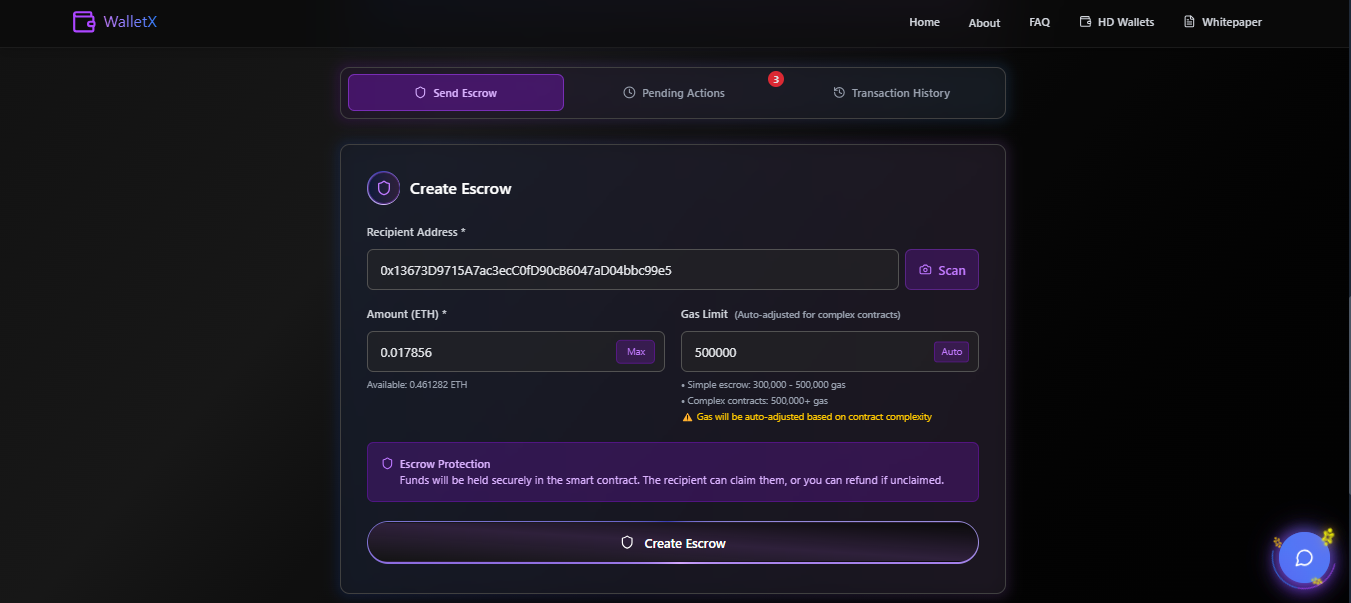 WalletX
Home About FAQ HD Wallets Whitepaper
Send Escrow Pending Actions 3 Transaction History
Create Escrow
Recipient Address *
0x13673D9715A7ac3ecC0fD90cB6047aD04bbc99e5 Scan
Amount (ETH) * Gas Limit (Auto-adjusted for complex contracts)
0.017856 Max 500000 Auto
Available: 0.461282 ETH • Simple escrow: 300,000 - 500,000 gas
• Complex contracts: 500,000+ gas
Gas will be auto-adjusted based on contract complexity
Escrow Protection
Funds will be held securely in the smart contract. The recipient can claim them, or you can refund if unclaimed.
Create Escrow